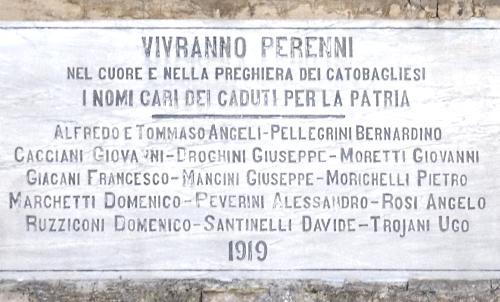 VIVRANNO PERENNI
NEL CUORE E NELLA PREGHIERA DEI CATOBAGLIESI
I NOMI CARI DEI CADUTI PER LA PATRIA
ALFREDO E TOMMASO ANGELI-PELLEGRINI BERNARDINO
CACCIANI GIOVANNI-DROGHINI GIUSEPPE-MORETTI GIOVANNI
GIACANI FRANCESCO-MANCINI GIUSEPPE-MORICHELLI PIETRO
MARCHETTI DOMENICO-PEVERINI ALESSANDRO-ROSI ANGELO
RUZZICONI DOMENICO-SANTINELLI DAVIDE-TROJANI UGO
1919